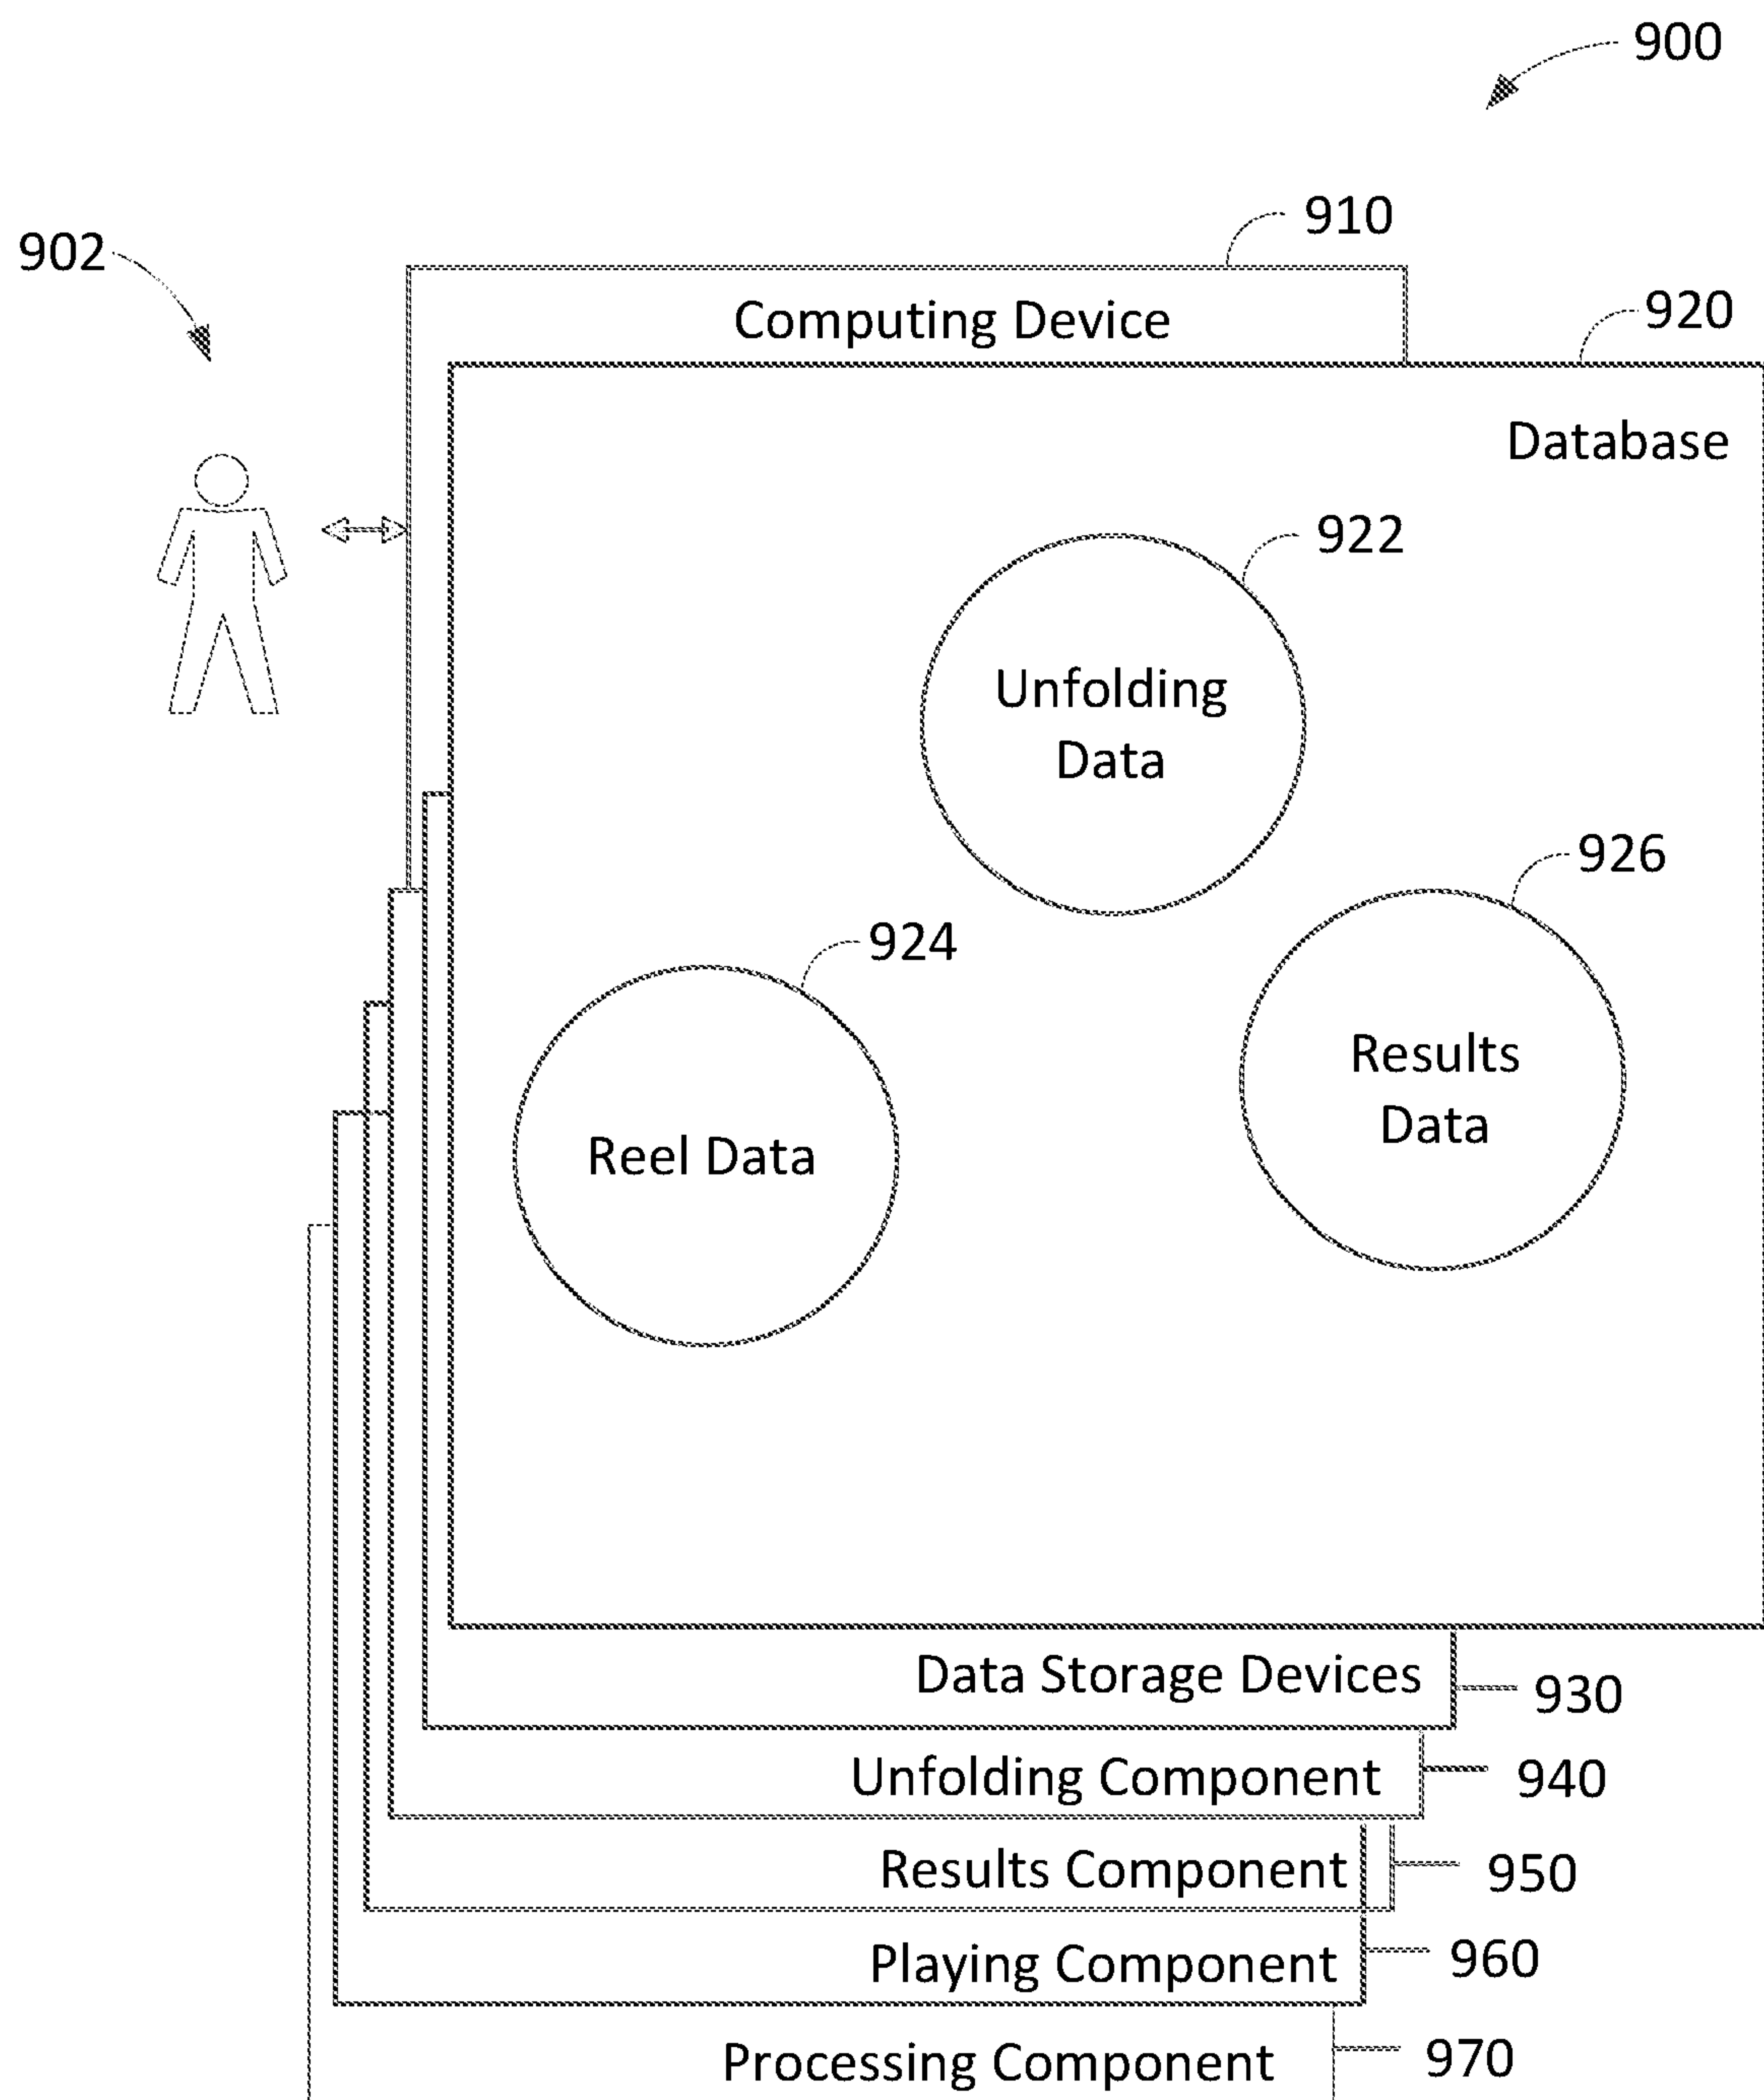 900
910
902
Computing Device
920
Database
922
Unfolding
Data
926
924
Results
Data
Reel Data
Data Storage Devices
930
Unfolding Component
940
Results Component
950
Playing Component
960
Processing Component
970